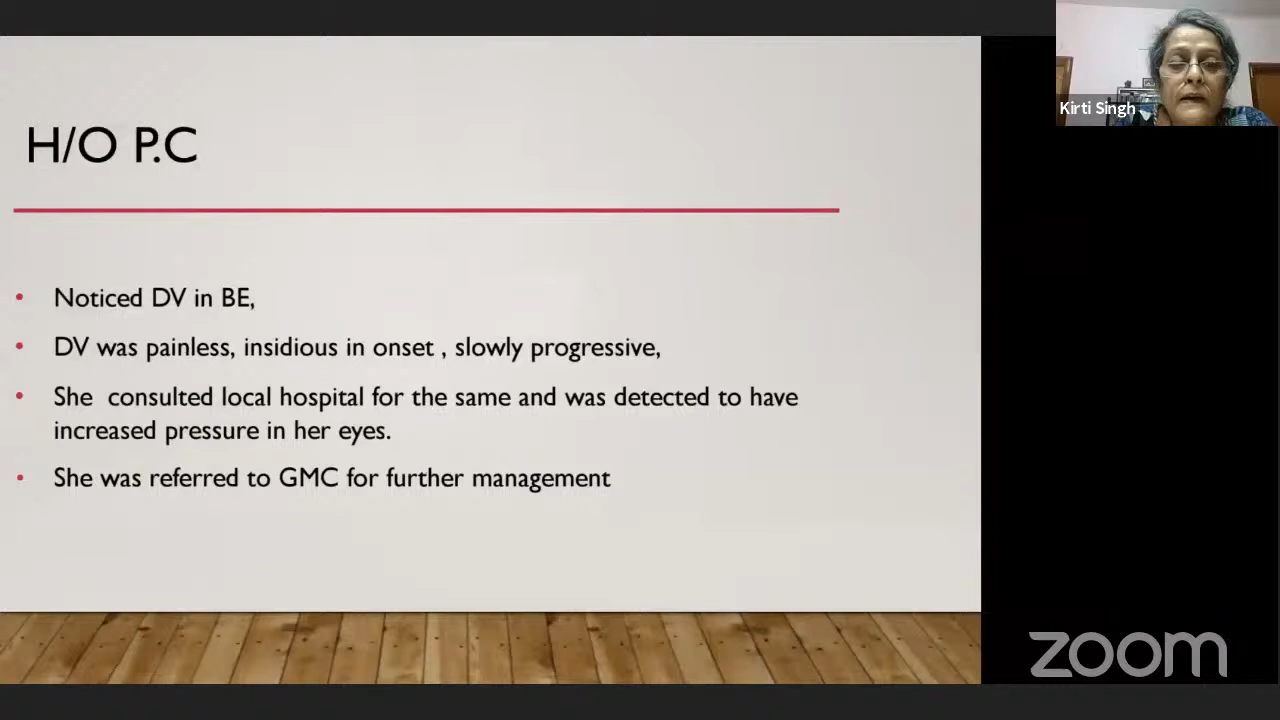 Kirti Singh
H/O P.C
• Noticed DV in BE,
• DV was painless, insidious in onset , slowly progressive,
• She consulted local hospital for the same and was detected to have
increased pressure in her eyes.
• She was referred to GMC for further management
zoom